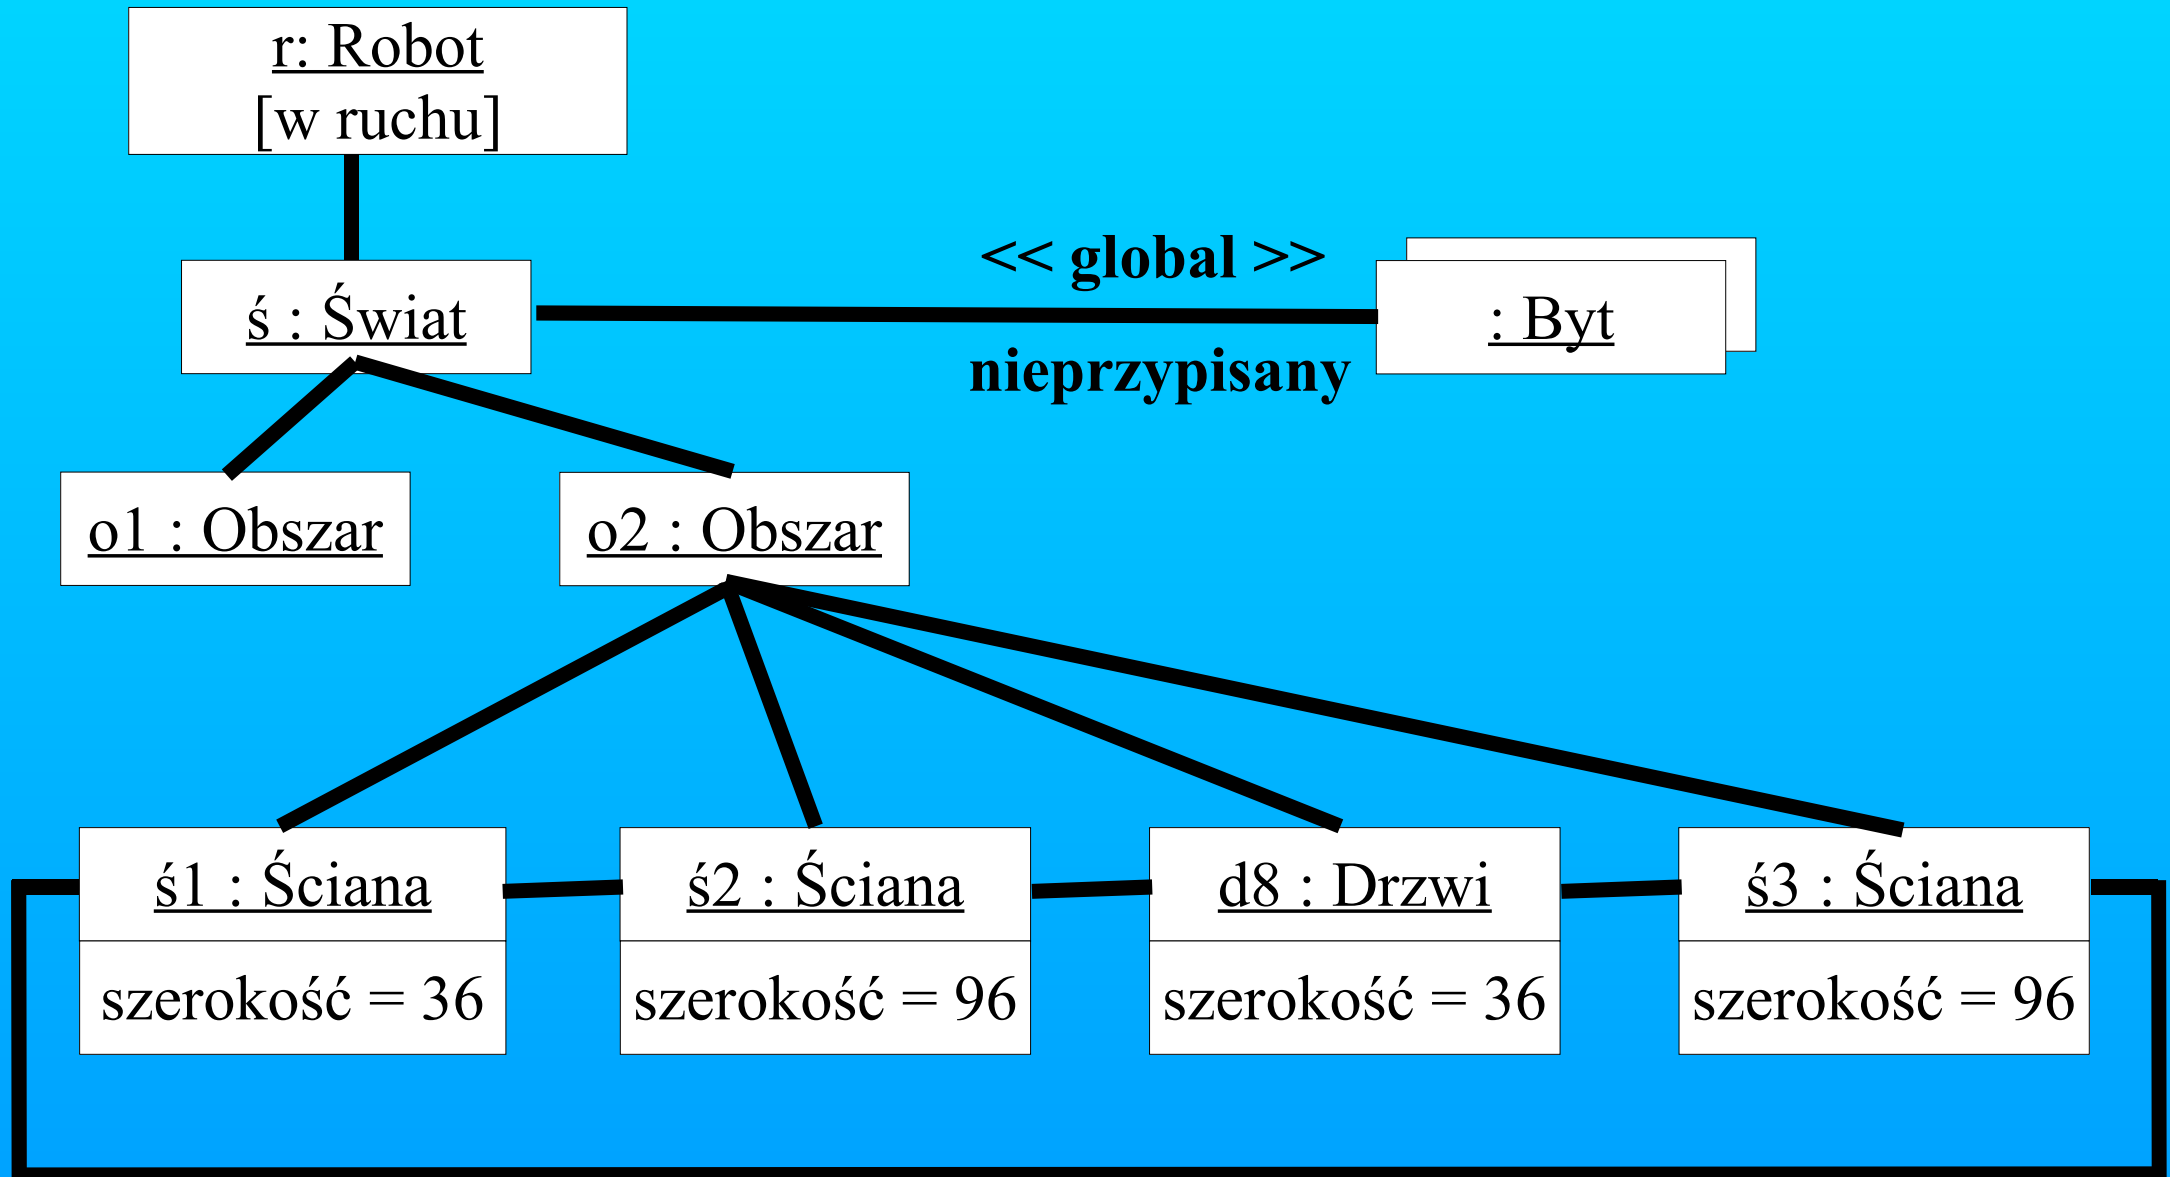 r: Robot
[w ruchu]
<< global >>
ś : Świat
: Byt
nieprzypisany
o1 : Obszar
o2 : Obszar
ś1 : Ściana
ś2 : Ściana
d8 : Drzwi
ś3 : Ściana
szerokość = 36
szerokość = 96
szerokość = 36
szerokość = 96